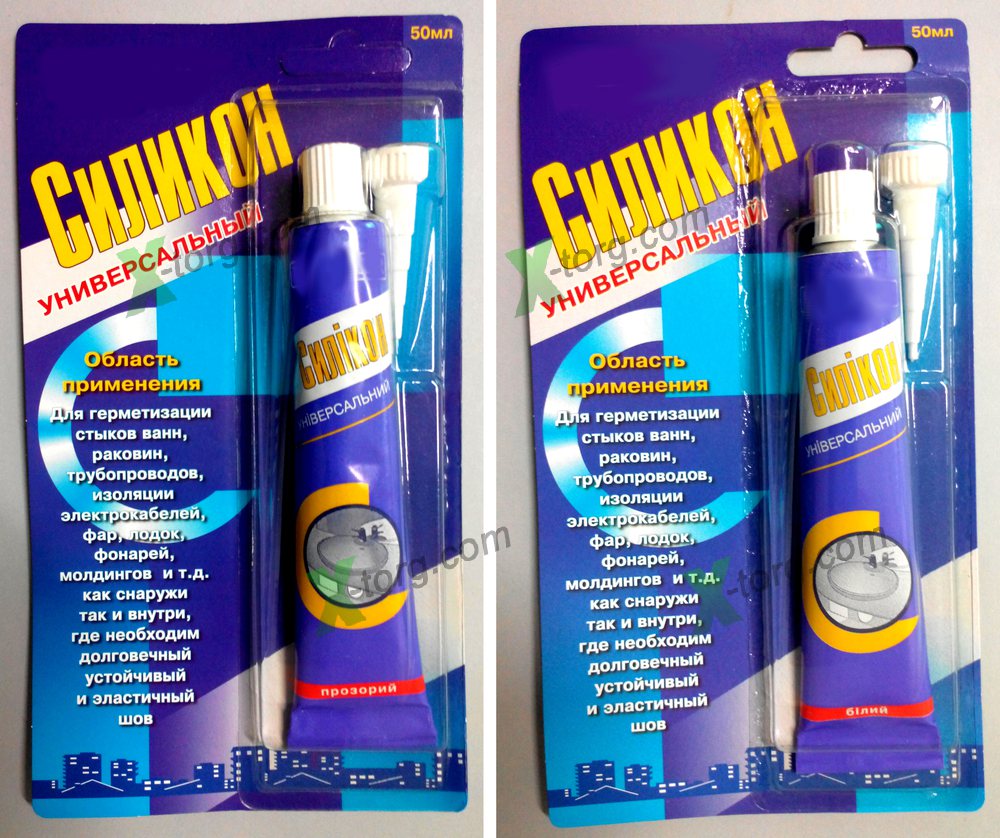 50мл
Силикон
УНИВЕРСАЛЬНЫЙ
X-torg.com
Область
применения
Для герметизации
стыков ванн,
раковин,
трубопроводов,
изоляции
электрокабелей,
фар, лодок,
фонарей,
молдингов и т.д.
как снаружи
так и внутри,
где необходим
долговечный
устойчивый
и эластичный
шов
Силікон
УНІВЕРСАЛЬНИЙ
X-torg.com
прозорий
50мл
Силикон
УНИВЕРСАЛЬНЫЙ
X-torg.com
Область
применения
Для герметизации
стыков ванн,
раковин,
трубопроводов,
изоляции
электрокабелей,
фар, лодок,
фонарей,
молдингов и т.д.
как снаружи
так и внутри,
где необходим
долговечный
устойчивый
и эластичный
шов
Силікон
УНІВЕРСАЛЬНИЙ
X-torg.com
білий